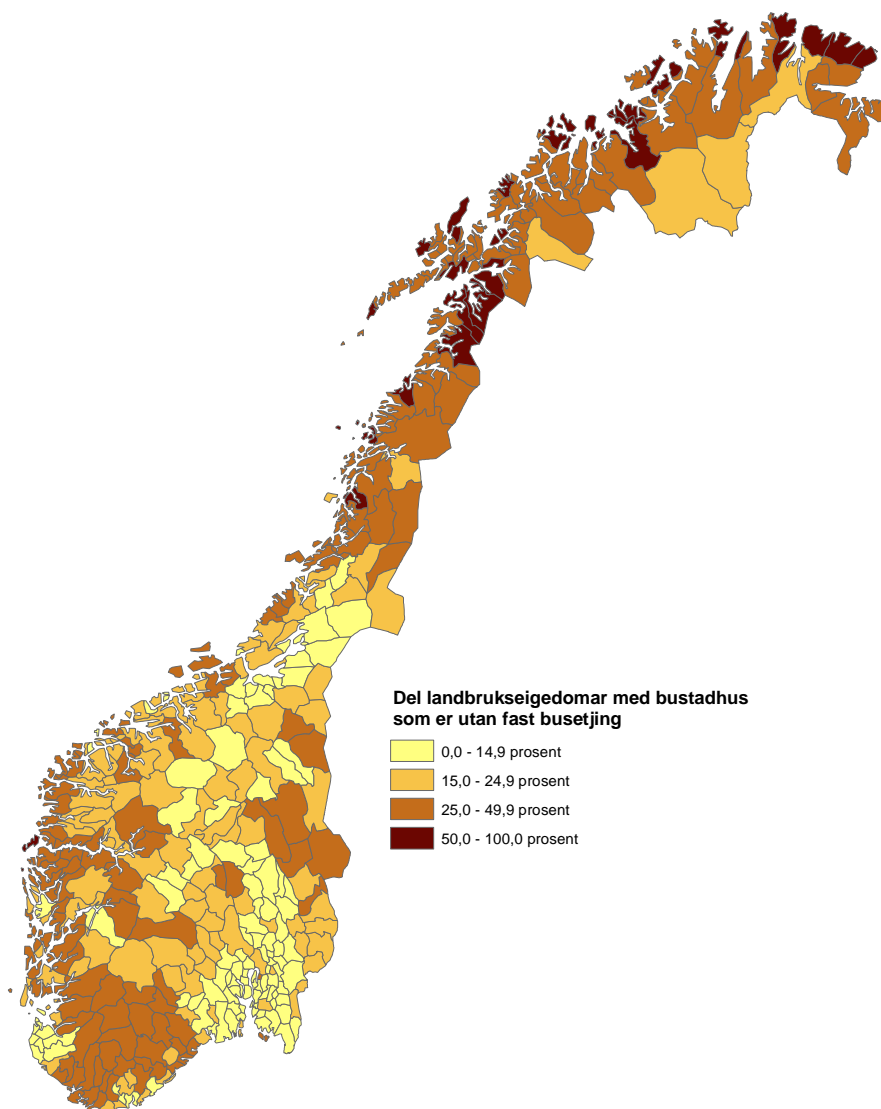 Del landbrukseigedomar med bustadhus
som er utan fast busetjing
0,0 - 14,9 prosent
15,0 - 24,9 prosent
25,0 - 49,9 prosent
50,0 - 100,0 prosent